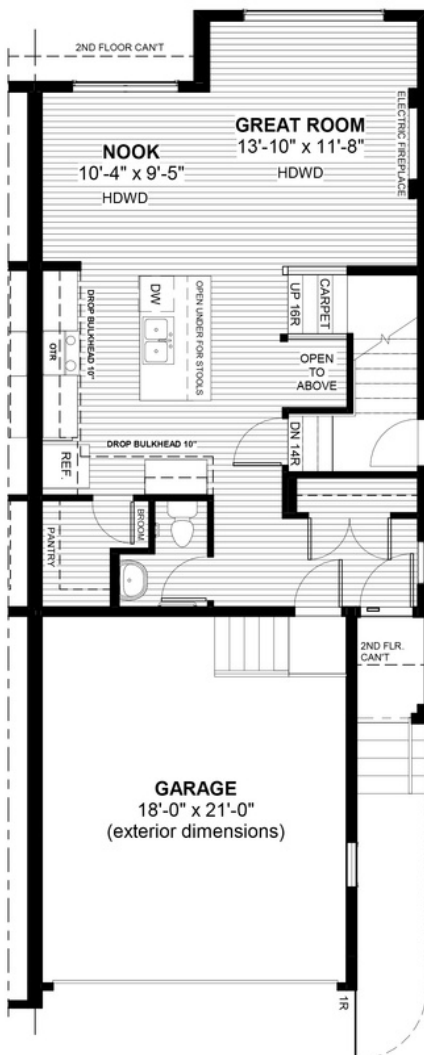 2ND FLOOR CAN'T
GREAT ROOM
13'-10" x 11'-8"
HDWD
ELECTRIC FIREPLACE
NOOK
10'-4" x 9'-5"
HDWD
DROP BULKHEAD 10"
DW
OPEN UNDER FOR STOOLS
UP 16R
CARPET
OTR
OPEN
TO
ABOVE
DROP BULKHEAD 10"
DN 14R
REF.
PANTRY
BROOM
2ND FLR.
CAN'T
GARAGE
18'-0" x 21'-0"
(exterior dimensions)
1R